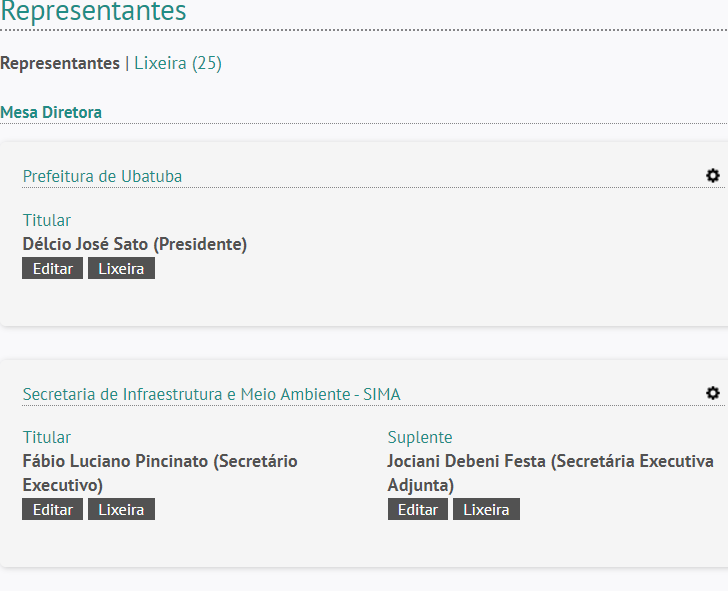 Representantes
Representantes | Lixeira (25)
Mesa Diretora
Prefeitura de Ubatuba
Titular
Délcio José Sato (Presidente)
Editar Lixeira
Secretaria de Infraestrutura e Meio Ambiente - SIMA
Titular
Fábio Luciano Pincinato (Secretário
Executivo)
Editar Lixeira
Suplente
Jociani Debeni Festa (Secretária Executiva
Adjunta)
Editar Lixeira